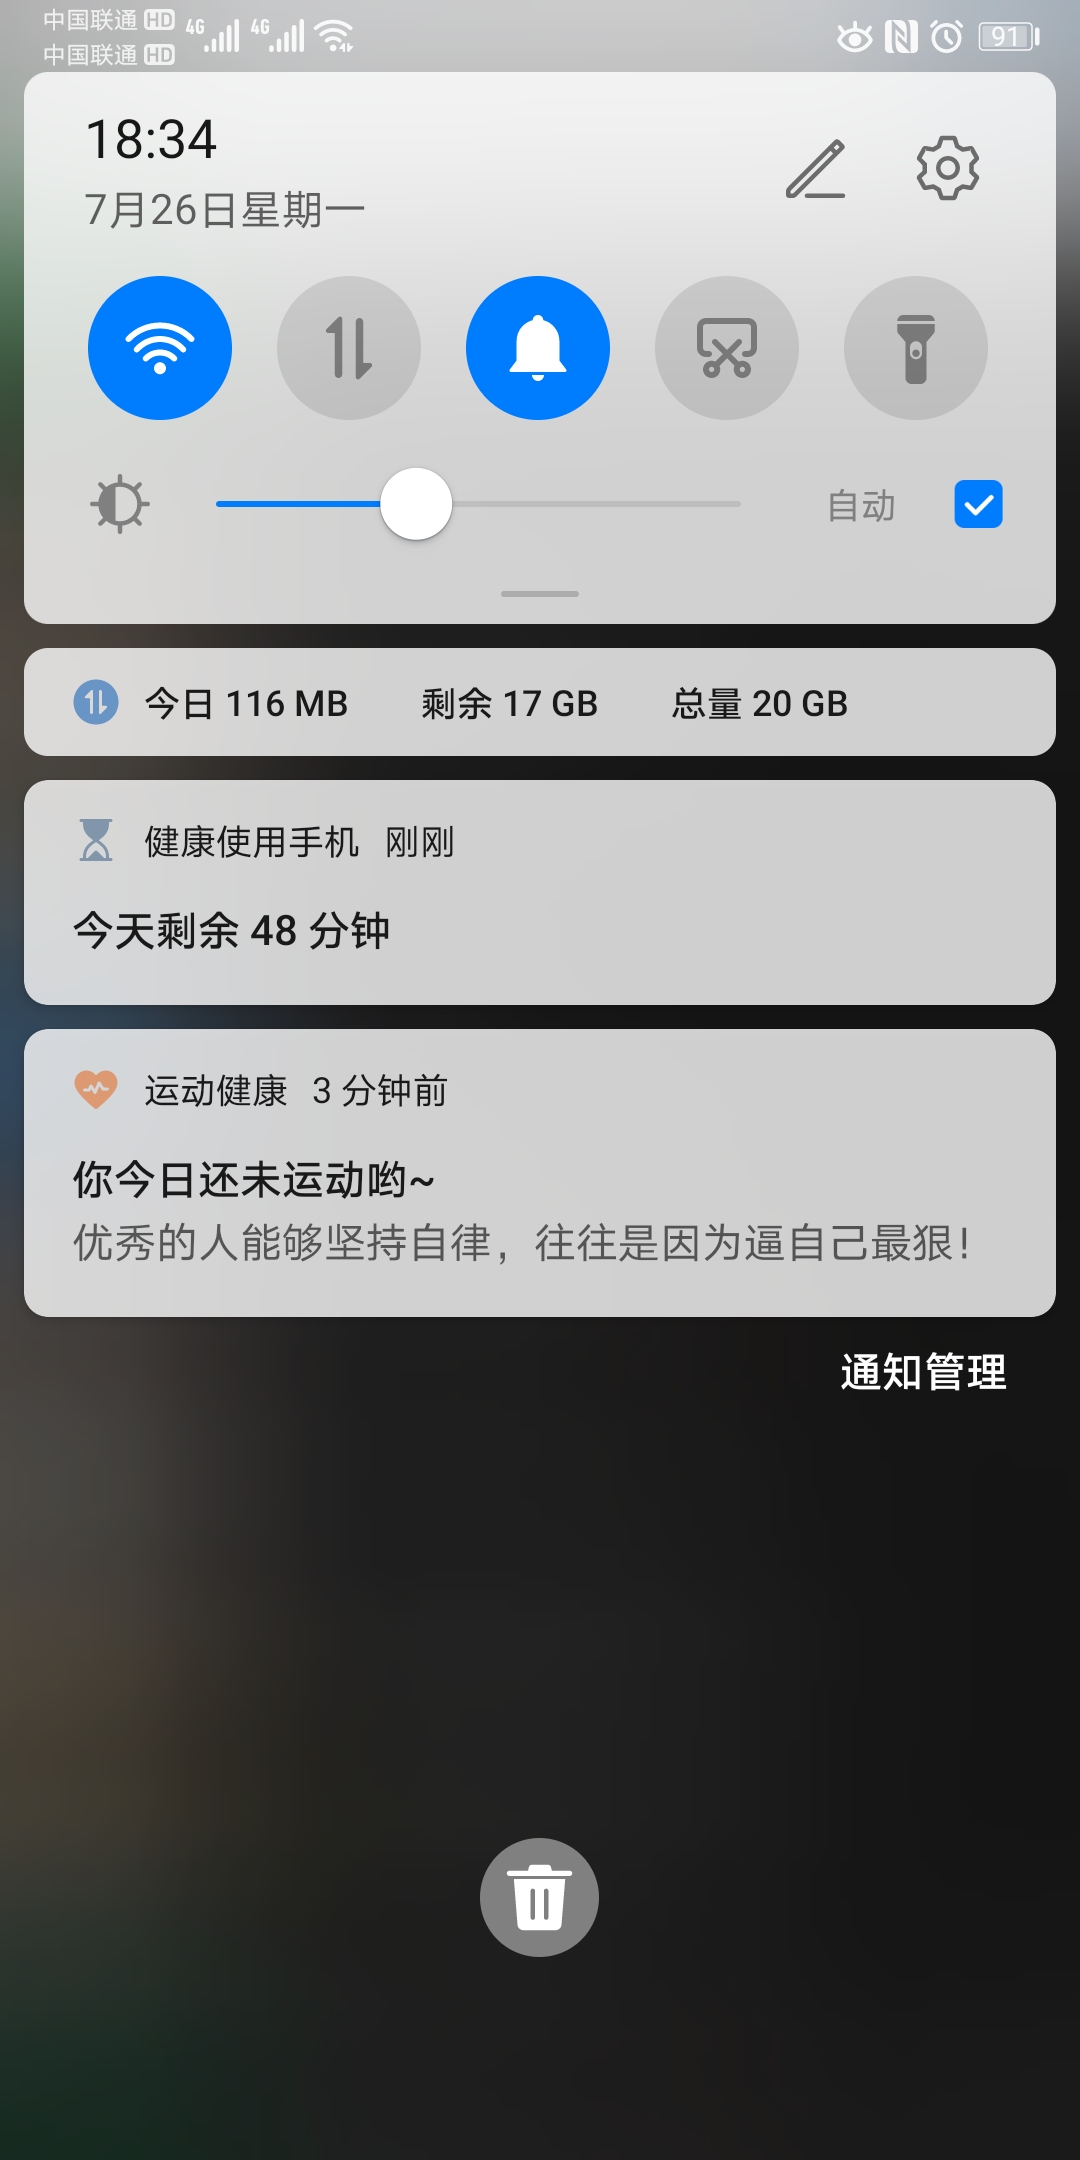 中国联通 HD 4G 4G 91
中国联通 HD
18:34
7月26日星期一
自动
今日 116 MB 剩余 17 GB 总量 20 GB
健康使用手机 刚刚
今天剩余 48 分钟
运动健康 3 分钟前
你今日还未运动哟~
优秀的人能够坚持自律，往往是因为逼自己最狠！
通知管理